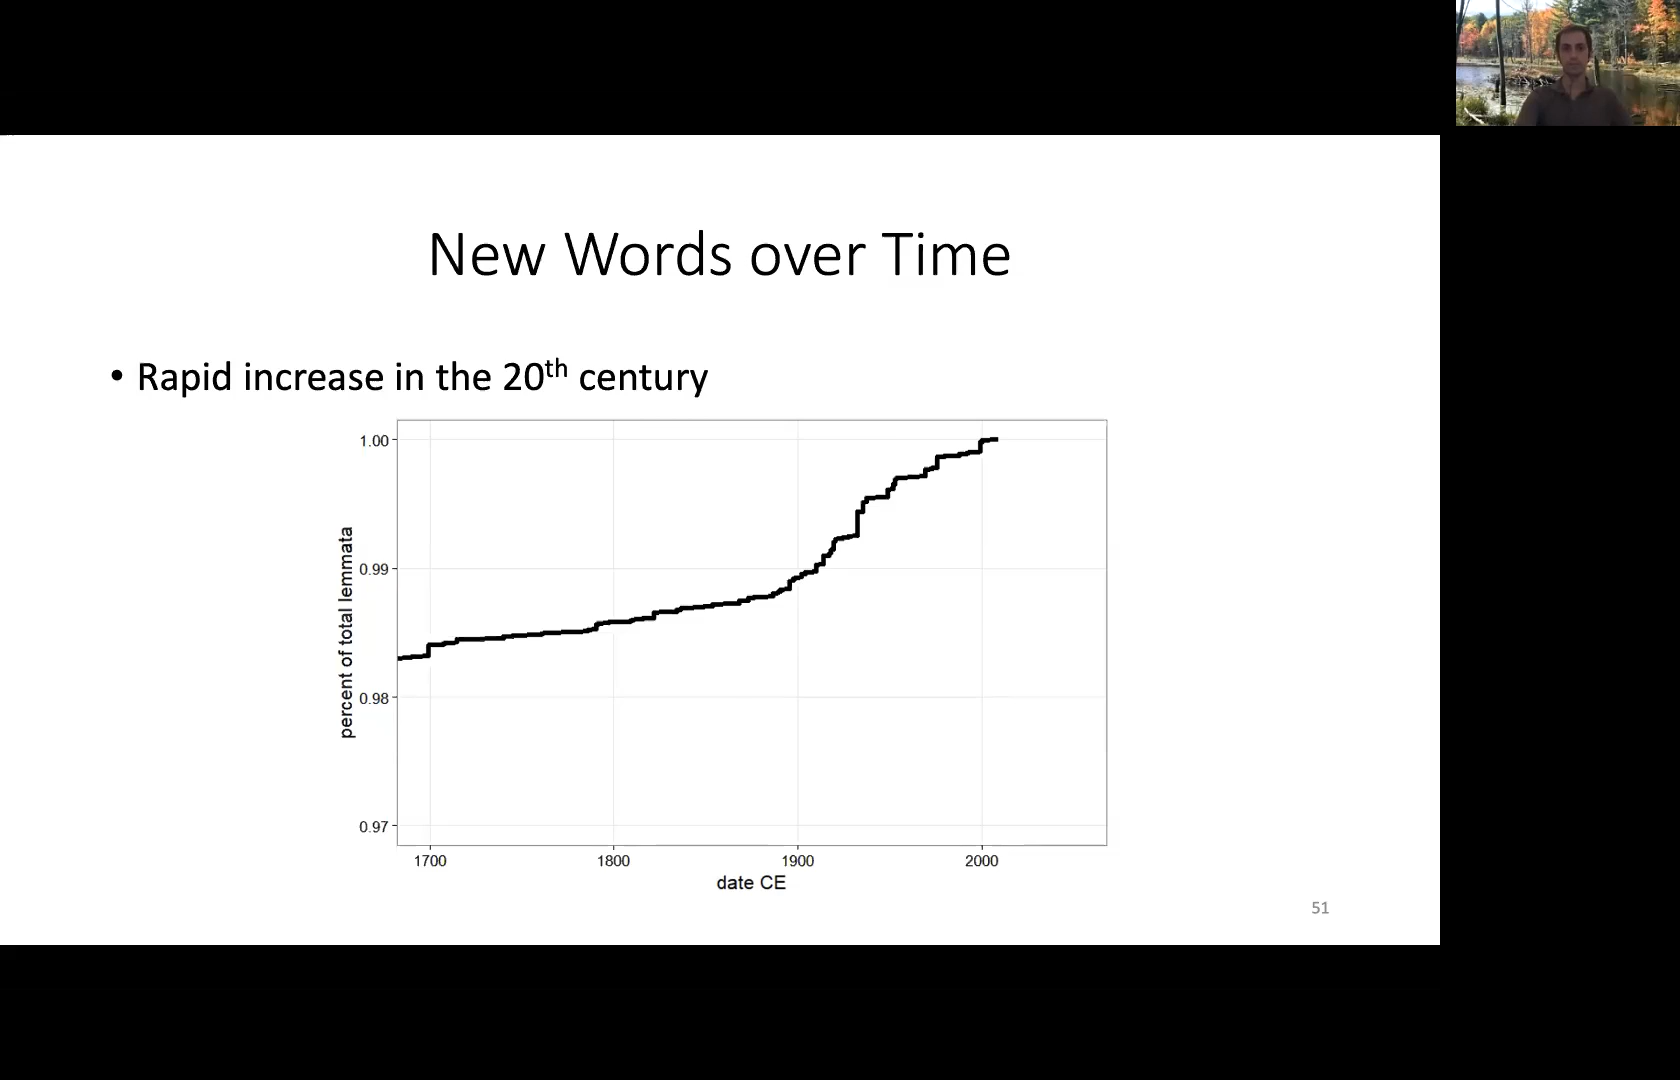 New Words over Time
• Rapid increase in the 20th century
1.00
0.99
0.98
0.97
percent of total lemmata
1700 1800 1900 2000
date CE
51